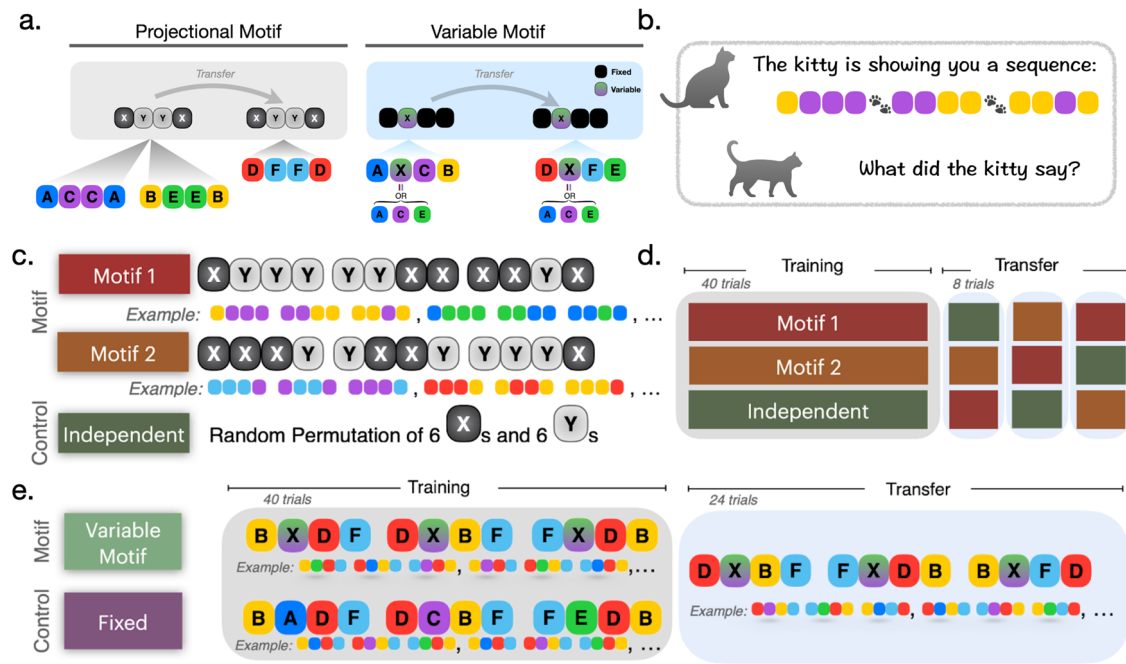 a.
Projectional Motif
Variable Motif
Transfer
X Y Y X
X Y Y X
A C C A
B E E B
D F F D
Transfer
Fixed
Variable
X
X
A X C B
D X F E
=
OR
A C E
=
OR
A C E
b.
The kitty is showing you a sequence:
What did the kitty say?
c.
Motif
Motif 1
X Y Y Y Y Y X X X X Y X
Example: , , ...
Motif 2
X X X Y Y X X Y Y Y Y X
Example: , , ...
Control
Independent
Random Permutation of 6 X s and 6 Y s
d.
Training
Transfer
40 trials
8 trials
Motif 1
Motif 2
Independent
e.
Training
Transfer
40 trials
24 trials
Motif
Variable
Motif
B X D F D X B F F X D B
Example: , , ...
Control
Fixed
B A D F D C B F F E D B
Example: , , ...
D X B F F X D B B X F D
Example: , , ...